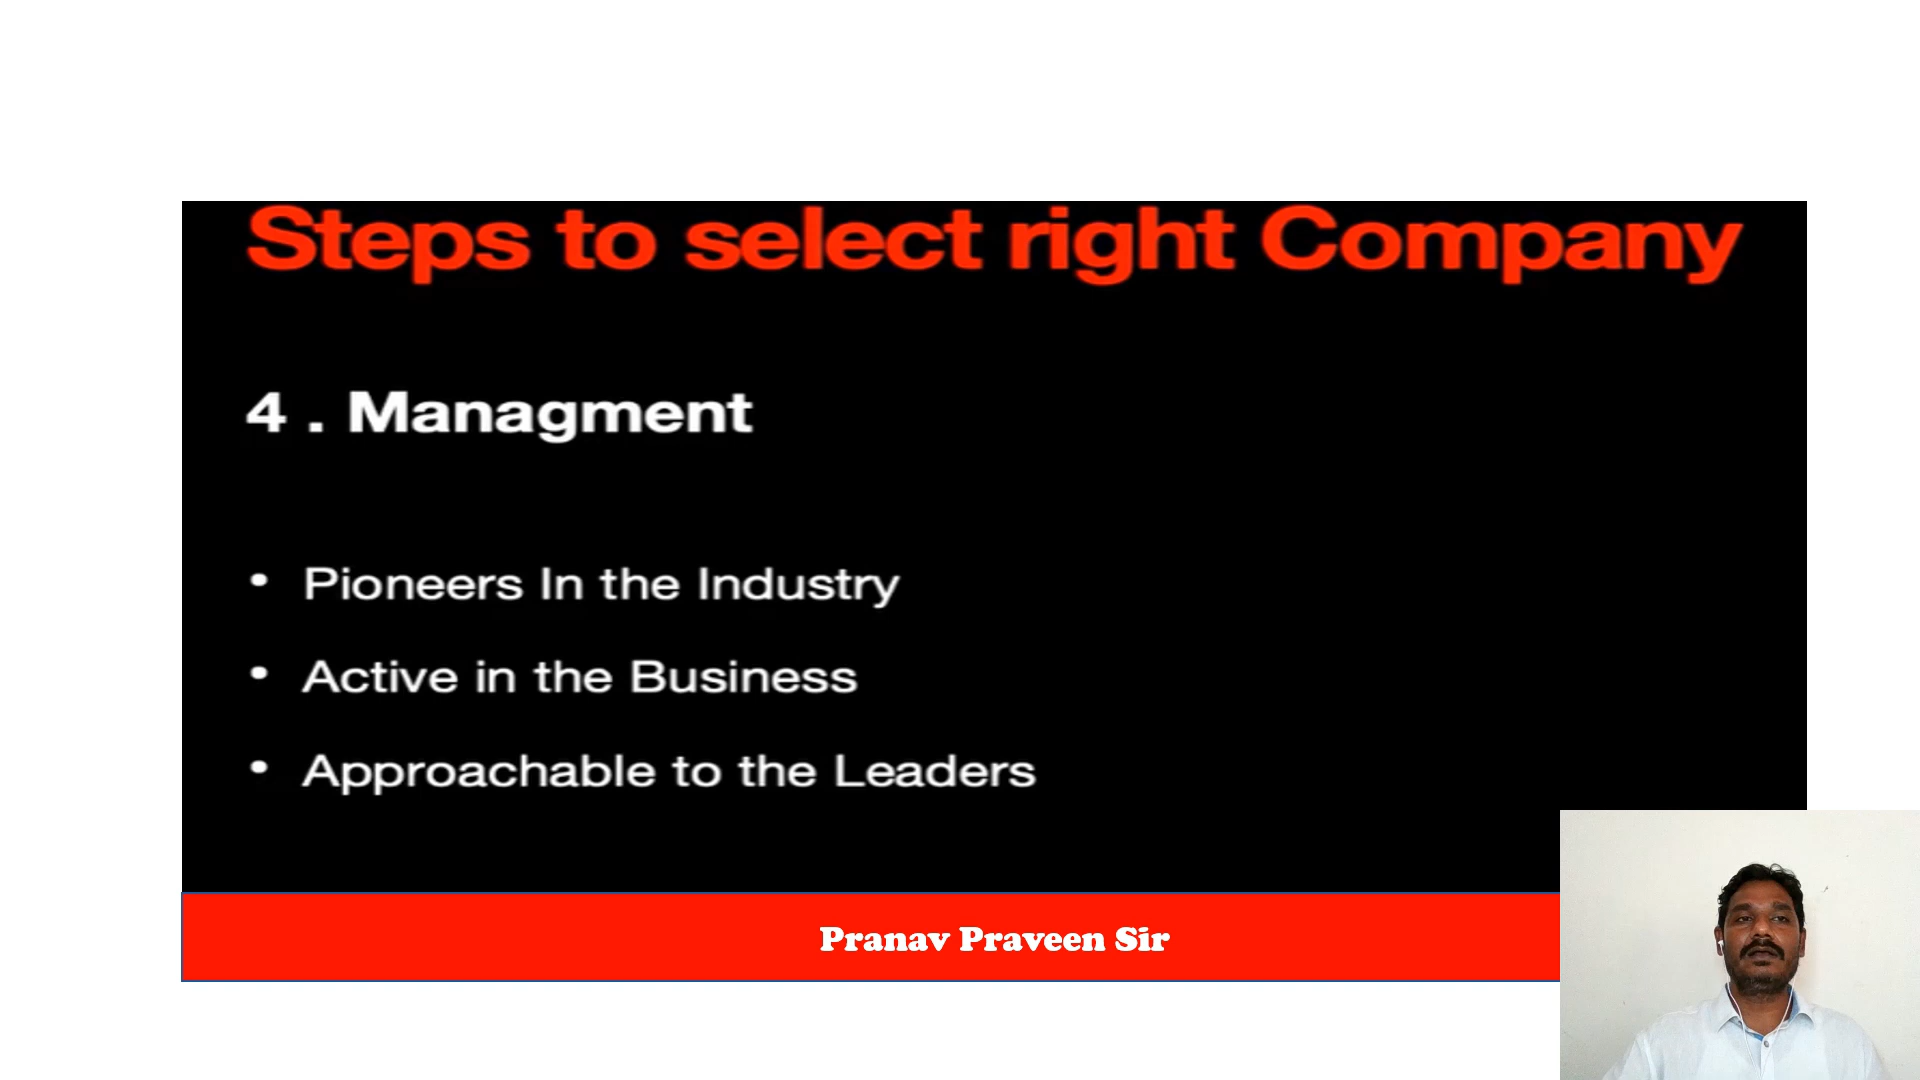 Steps to select right Company
4 . Managment
• Pioneers In the Industry
• Active in the Business
• Approachable to the Leaders
Pranav Praveen Sir